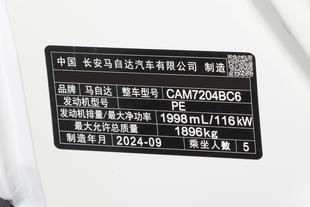 中国 长安马自达汽车有限公司 制造
品牌 马自达 整车型号 CAM7204BC6
发动机型号 PE
发动机排量/最大净功率 1998mL/116kW
最大允许总质量 1896kg
制造年月 2024-09 乘坐人数 5